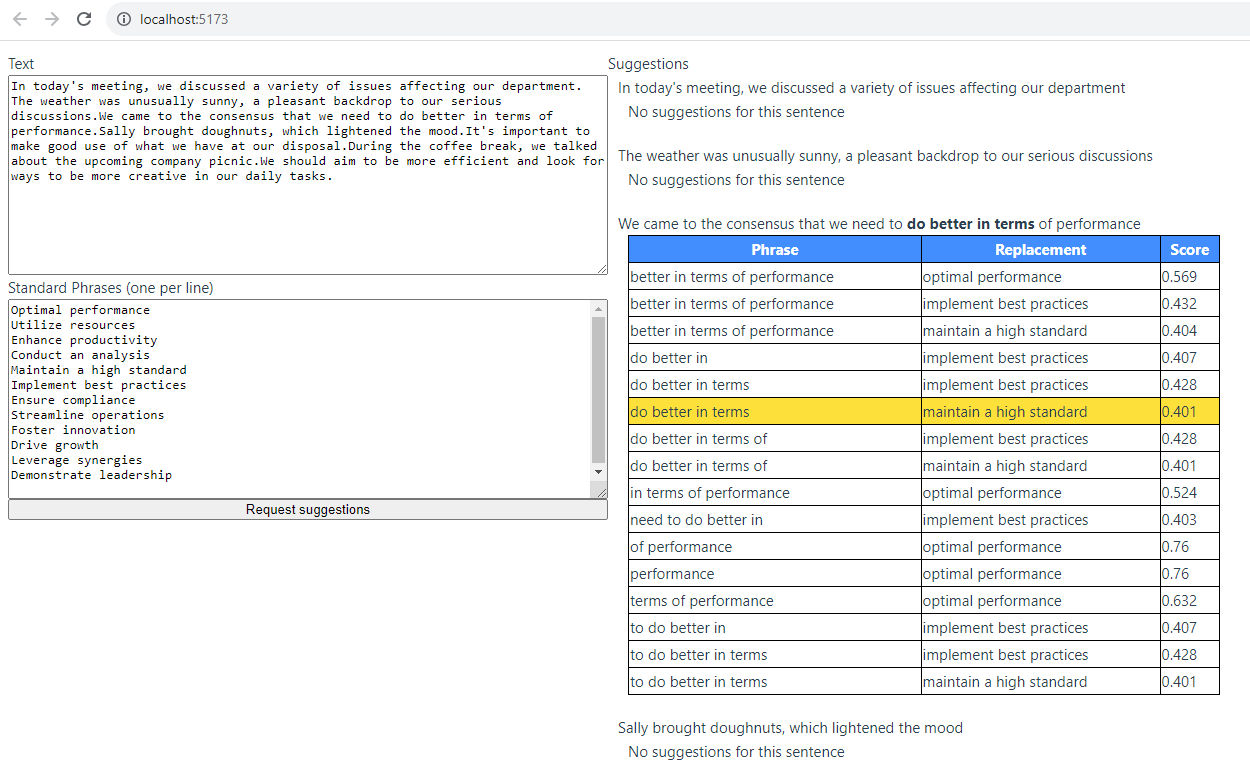 localhost:5173
Text
In today's meeting, we discussed a variety of issues affecting our department.
The weather was unusually sunny, a pleasant backdrop to our serious
discussions.We came to the consensus that we need to do better in terms of
performance.Sally brought doughnuts, which lightened the mood.It's important to
make good use of what we have at our disposal.During the coffee break, we talked
about the upcoming company picnic.We should aim to be more efficient and look for
ways to be more creative in our daily tasks.
Standard Phrases (one per line)
Optimal performance
Utilize resources
Enhance productivity
Conduct an analysis
Maintain a high standard
Implement best practices
Ensure compliance
Streamline operations
Foster innovation
Drive growth
Leverage synergies
Demonstrate leadership
Request suggestions
Suggestions
In today's meeting, we discussed a variety of issues affecting our department
No suggestions for this sentence
The weather was unusually sunny, a pleasant backdrop to our serious discussions
No suggestions for this sentence
We came to the consensus that we need to do better in terms of performance
Phrase Replacement Score
better in terms of performance optimal performance 0.569
better in terms of performance implement best practices 0.432
better in terms of performance maintain a high standard 0.404
do better in implement best practices 0.407
do better in terms implement best practices 0.428
do better in terms maintain a high standard 0.401
do better in terms of implement best practices 0.428
do better in terms of maintain a high standard 0.401
in terms of performance optimal performance 0.524
need to do better in implement best practices 0.403
of performance optimal performance 0.76
performance optimal performance 0.76
terms of performance optimal performance 0.632
to do better in implement best practices 0.407
to do better in terms implement best practices 0.428
to do better in terms maintain a high standard 0.401
Sally brought doughnuts, which lightened the mood
No suggestions for this sentence